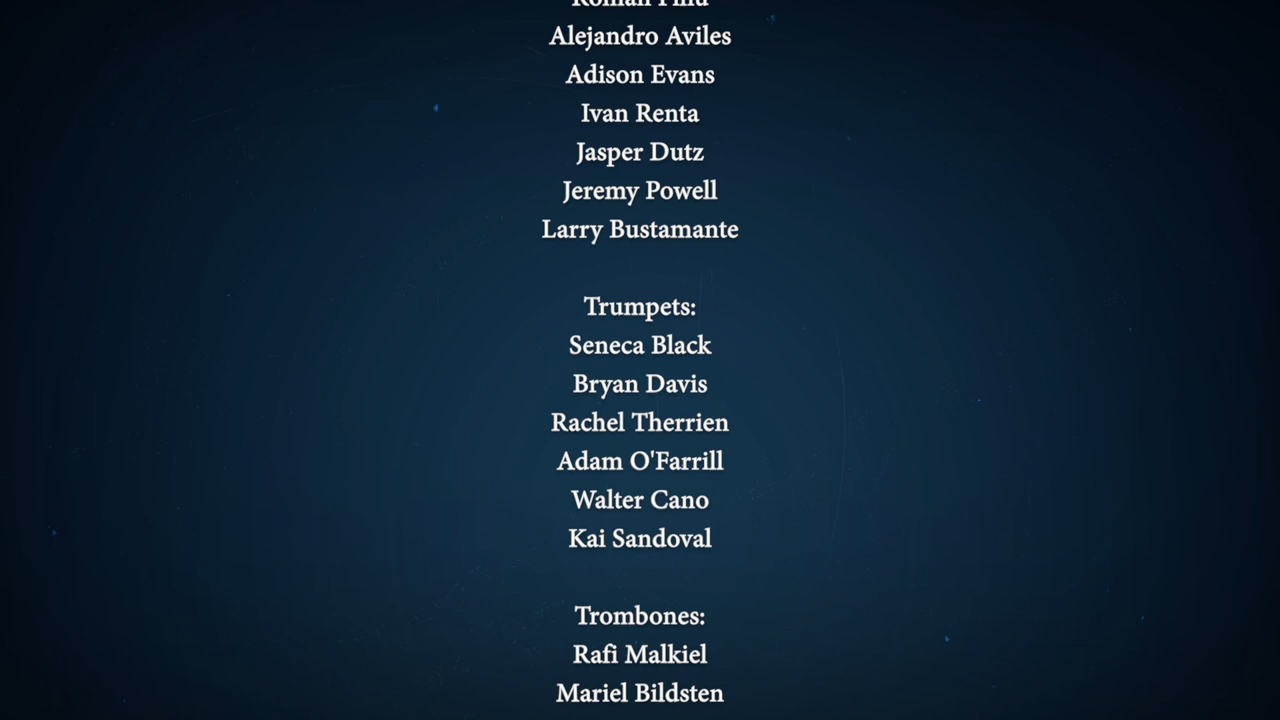 Alejandro Aviles
Adison Evans
Ivan Renta
Jasper Dutz
Jeremy Powell
Larry Bustamante
Trumpets:
Seneca Black
Bryan Davis
Rachel Therrien
Adam O'Farrill
Walter Cano
Kai Sandoval
Trombones:
Rafi Malkiel
Mariel Bildsten